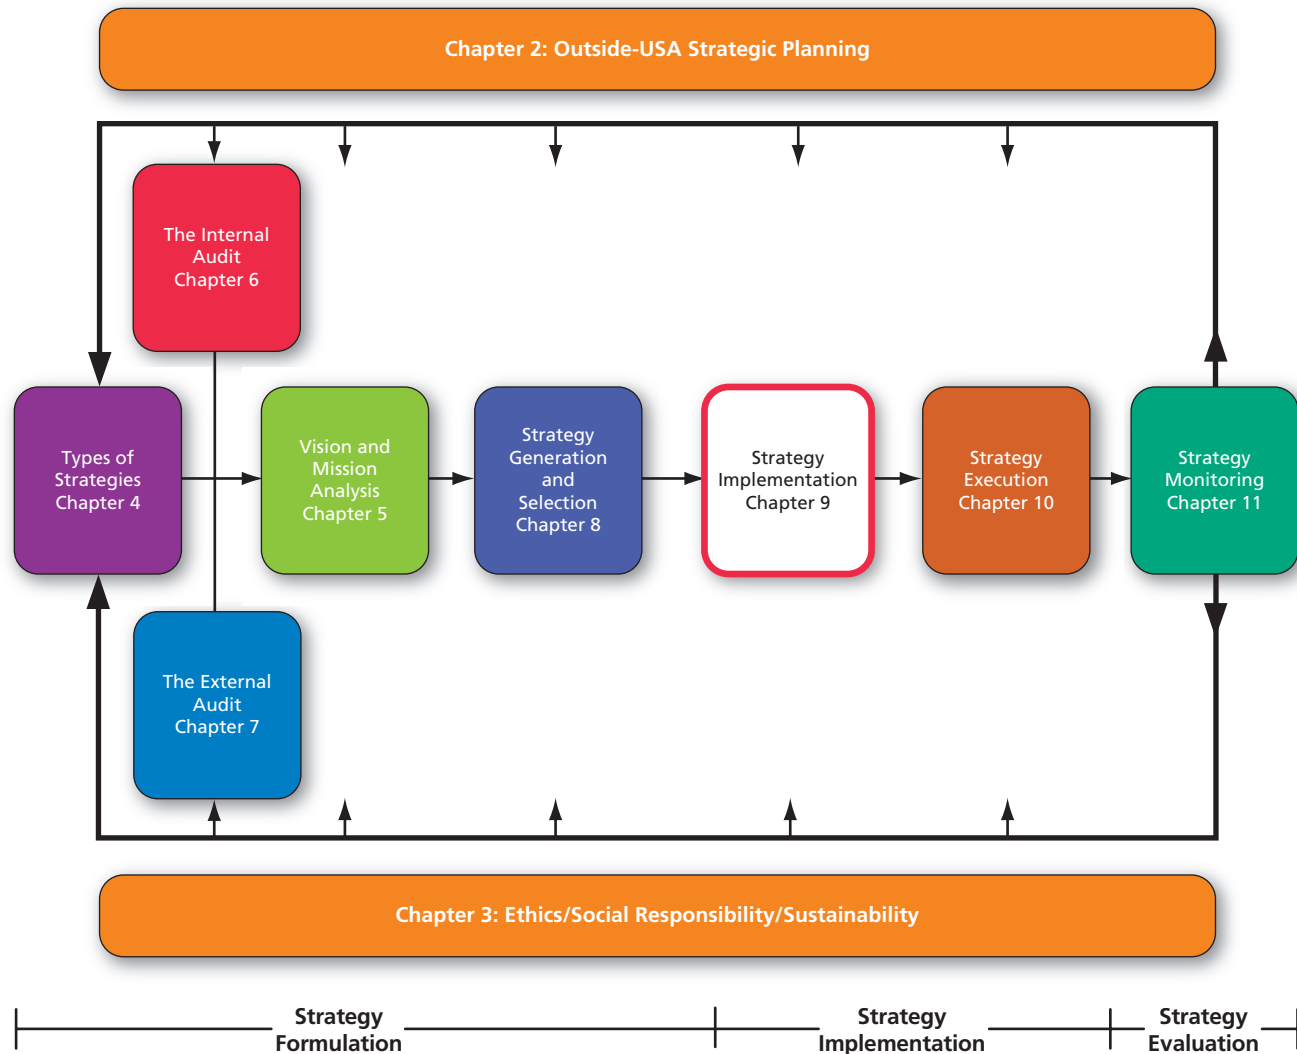 Chapter 2: Outside-USA Strategic Planning
The Internal
Audit
Chapter 6
Types of
Strategies
Chapter 4
Vision and
Mission
Analysis
Chapter 5
Strategy
Generation
and
Selection
Chapter 8
Strategy
Implementation
Chapter 9
Strategy
Execution
Chapter 10
Strategy
Monitoring
Chapter 11
The External
Audit
Chapter 7
Chapter 3: Ethics/Social Responsibility/Sustainability
Strategy
Formulation
Strategy
Implementation
Strategy
Evaluation